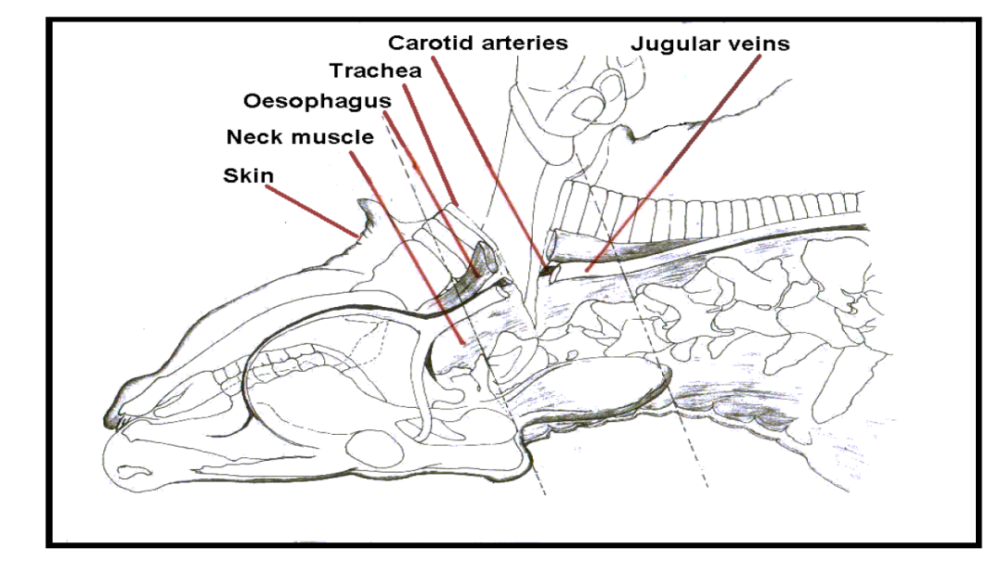 Carotid arteries
Jugular veins
Trachea
Oesophagus
Neck muscle
Skin